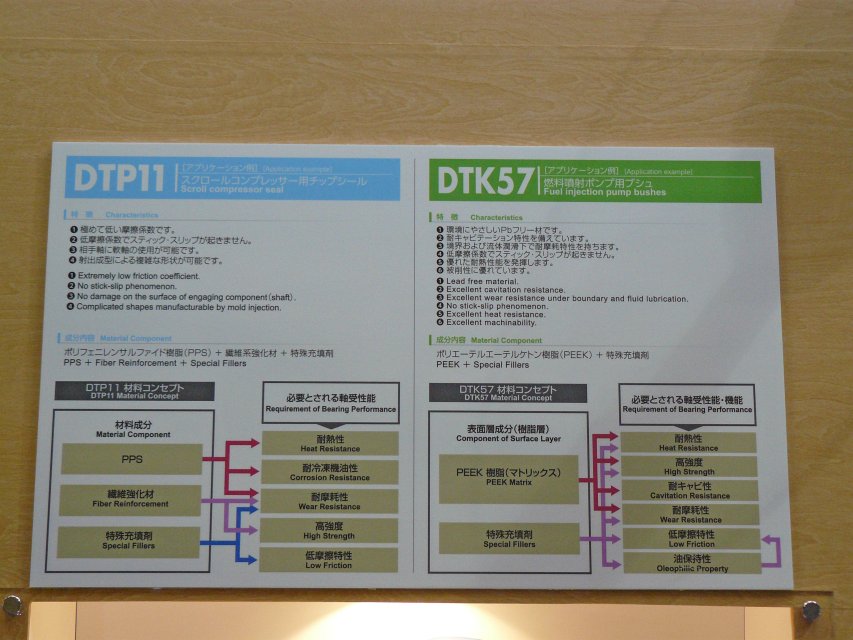 DTP11
[アプリケーション例] [Application example]
スクロールコンプレッサー用チップシール
Scroll compressor seal
特 徴 Characteristics
❶ 極めて低い摩擦係数です。
❷ 低摩擦係数でスティック・スリップが起きません。
❸ 相手軸に軟軸の使用が可能です。
❹ 射出成型による複雑な形状が可能です。
❶ Extremely low friction coefficient.
❷ No stick-slip phenomenon.
❸ No damage on the surface of engaging component (shaft).
❹ Complicated shapes manufacturable by mold injection.
成分内容 Material Component
ポリフェニレンサルファイド樹脂(PPS) + 繊維系強化材 + 特殊充填剤
PPS + Fiber Reinforcement + Special Fillers
DTP11 材料コンセプト
DTP11 Material Concept
材料成分
Material Component
PPS
繊維強化材
Fiber Reinforcement
特殊充填剤
Special Fillers
必要とされる軸受性能
Requirement of Bearing Performance
耐熱性
Heat Resistance
耐冷凍機油性
Corrosion Resistance
耐摩耗性
Wear Resistance
高強度
High Strength
低摩擦特性
Low Friction
DTK57
[アプリケーション例] [Application example]
燃料噴射ポンプ用ブシュ
Fuel injection pump bushes
特 徴 Characteristics
❶ 環境にやさしいPbフリー材です。
❷ 耐キャビテーション特性を備えています。
❸ 境界および流体潤滑下で耐摩耗特性を持ちます。
❹ 低摩擦係数でスティック・スリップが起きません。
❺ 優れた耐熱性能を発揮します。
❻ 被削性に優れています。
❶ Lead free material.
❷ Excellent cavitation resistance.
❸ Excellent wear resistance under boundary and fluid lubrication.
❹ No stick-slip phenomenon.
❺ Excellent heat resistance.
❻ Excellent machinability.
成分内容 Material Component
ポリエーテルエーテルケトン樹脂(PEEK) + 特殊充填剤
PEEK + Special Fillers
DTK57 材料コンセプト
DTK57 Material Concept
表面層成分(樹脂層)
Component of Surface Layer
PEEK 樹脂(マトリックス)
PEEK Matrix
特殊充填剤
Special Fillers
必要とされる軸受性能・機能
Requirement of Bearing Performance
耐熱性
Heat Resistance
高強度
High Strength
耐キャビ性
Cavitation Resistance
耐摩耗性
Wear Resistance
低摩擦特性
Low Friction
油保持性
Oleophilic Property